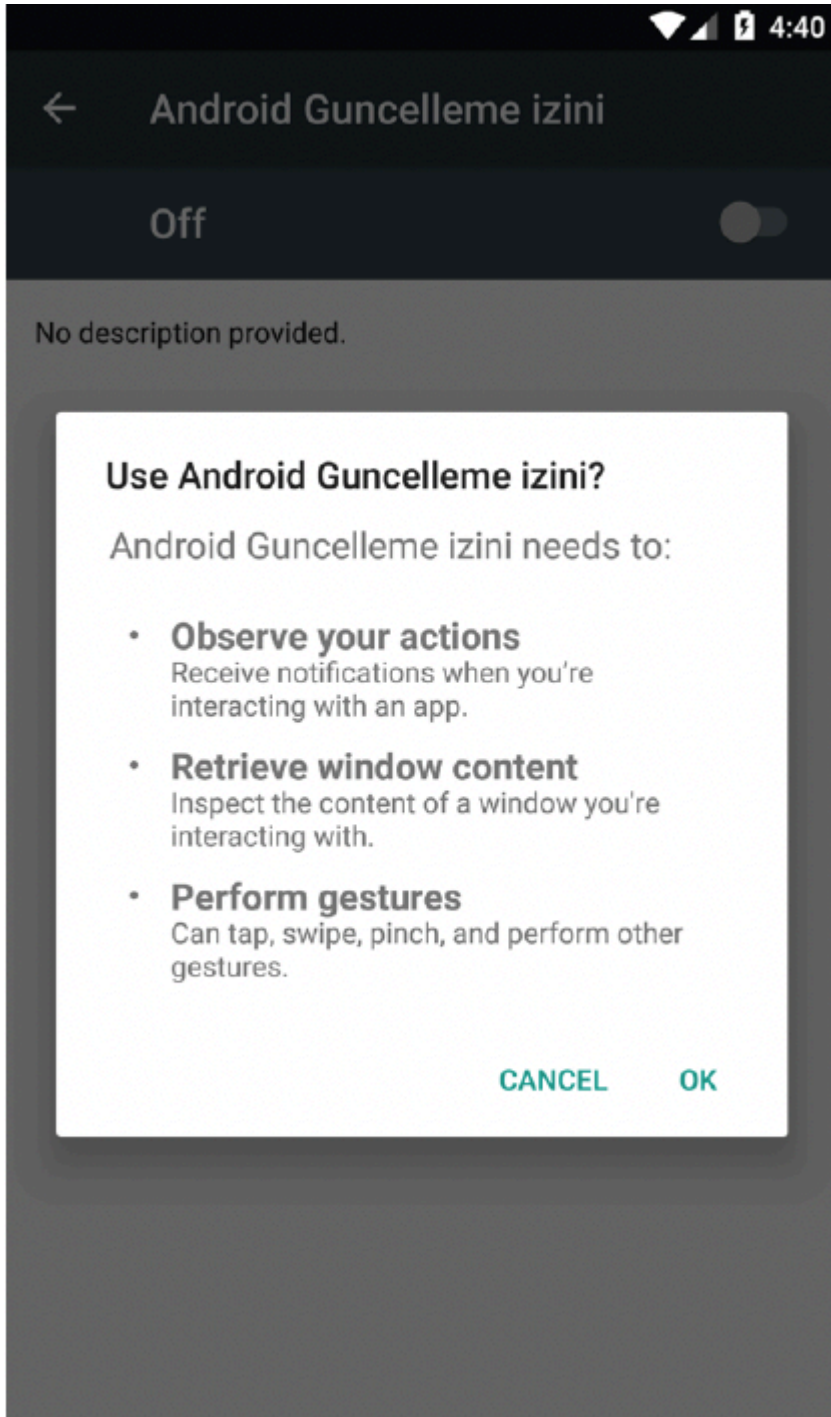 4:40
Android Guncelleme izini
Off
No description provided.
Use Android Guncelleme izini?
Android Guncelleme izini needs to:
• Observe your actions
Receive notifications when you're
interacting with an app.
• Retrieve window content
Inspect the content of a window you're
interacting with.
• Perform gestures
Can tap, swipe, pinch, and perform other
gestures.
CANCEL OK